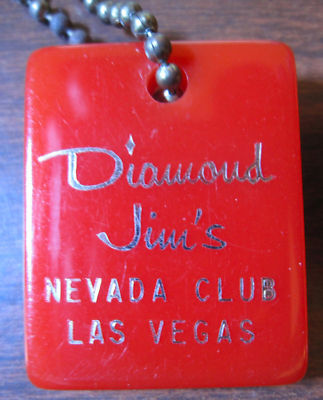 Diamond
Jim's
NEVADA CLUB
LAS VEGAS